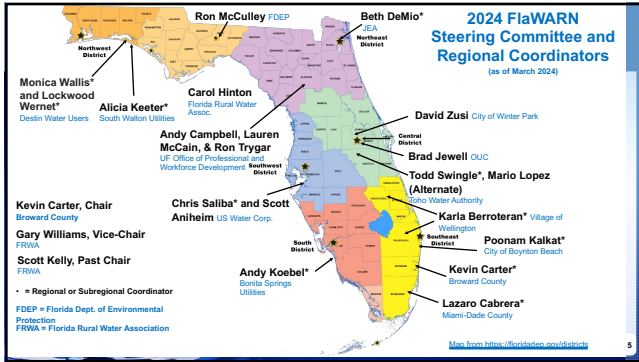 2024 FlaWARN
Steering Committee and
Regional Coordinators
(as of March 2024)
Ron McCulley FDEP
Beth DeMio*
JEA
Northeast
District
Northwest
District
Monica Wallis*
and Lockwood
Wernet*
Destin Water Users
Alicia Keeter*
South Walton Utilities
Carol Hinton
Florida Rural Water
Assoc.
Andy Campbell, Lauren
McCain, & Ron Trygar
UF Office of Professional and
Workforce Development
Southwest
District
David Zusi City of Winter Park
Central
District
Brad Jewell OUC
Todd Swingle*, Mario Lopez
(Alternate)
Toho Water Authority
Chris Saliba* and Scott
Aniheim US Water Corp.
Karla Berroteran* Village of
Wellington
Southeast
District
Poonam Kalkat*
City of Boynton Beach
South
District
Andy Koebel*
Bonita Springs
Utilities
Kevin Carter*
Broward County
Lazaro Cabrera*
Miami-Dade County
Kevin Carter, Chair
Broward County
Gary Williams, Vice-Chair
FRWA
Scott Kelly, Past Chair
FRWA
• * = Regional or Subregional Coordinator
FDEP = Florida Dept. of Environmental
Protection
FRWA = Florida Rural Water Association
Map from https://floridadep.gov/districts
5